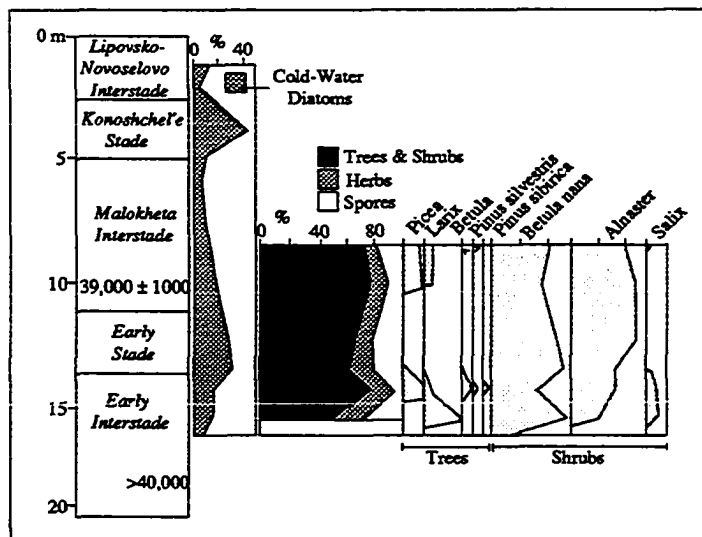 0 m
Lipovsko-
Novoselovo
Interstade
Konoshchel'e
Stade
5
Malokheta
Interstade
39,000 ± 1000
10
Early
Stade
Early
Interstade
15
>40,000
20
%
0 40
Cold-Water
Diatoms
Trees & Shrubs
Herbs
Spores
%
0 40 80
Picea
Larix
Betula
Pinus silvestris
Pinus sibirica
Betula nana
Alnaster
Salix
Trees
Shrubs